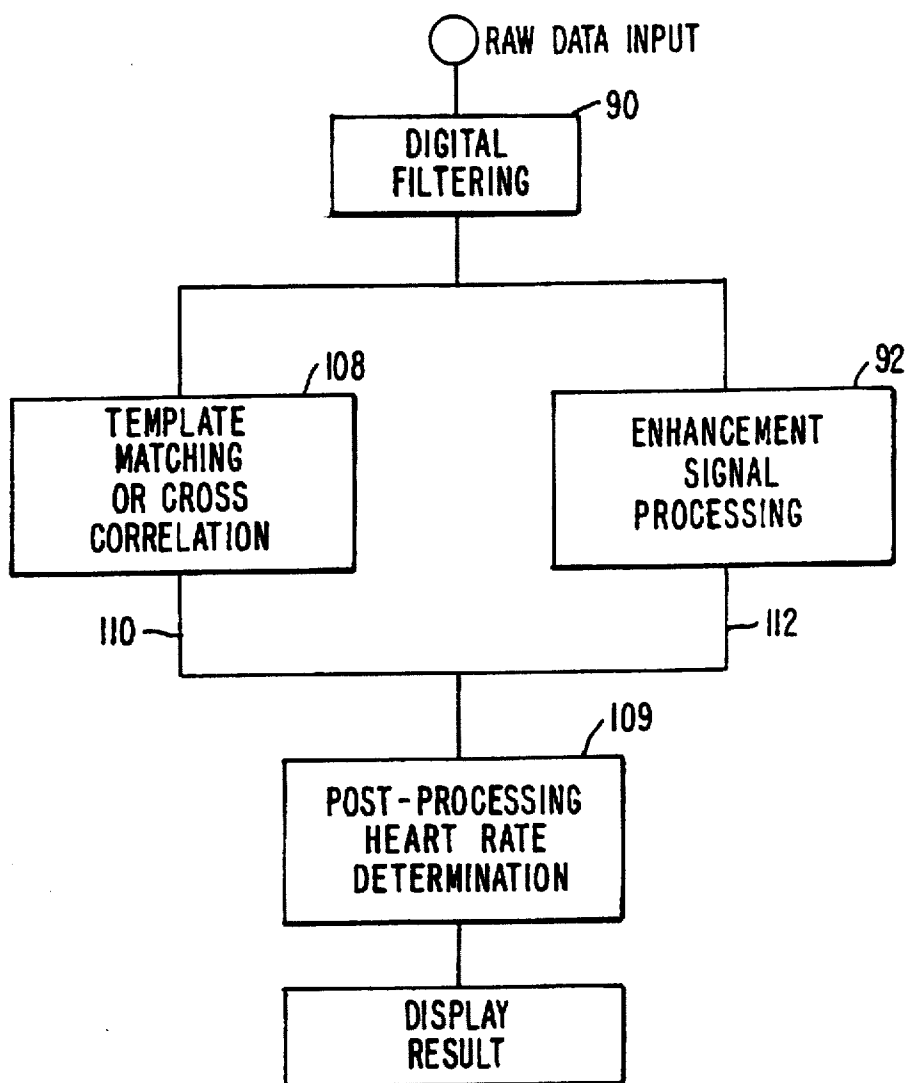 RAW DATA INPUT
90
DIGITAL
FILTERING
108
TEMPLATE
MATCHING
OR CROSS
CORRELATION
92
ENHANCEMENT
SIGNAL
PROCESSING
110
112
109
POST-PROCESSING
HEART RATE
DETERMINATION
DISPLAY
RESULT